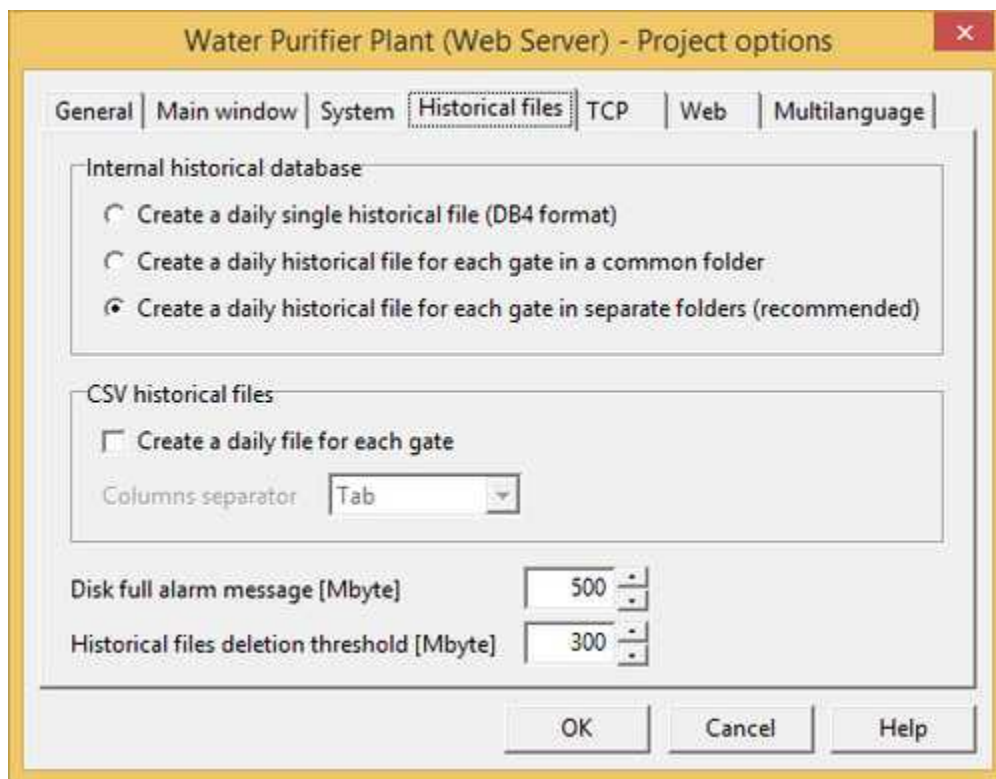 Water Purifier Plant (Web Server) - Project options
General Main window System Historical files TCP Web Multilanguage
Internal historical database
Create a daily single historical file (DB4 format)
Create a daily historical file for each gate in a common folder
Create a daily historical file for each gate in separate folders (recommended)
CSV historical files
Create a daily file for each gate
Columns separator Tab
Disk full alarm message [Mbyte] 500
Historical files deletion threshold [Mbyte] 300
OK Cancel Help